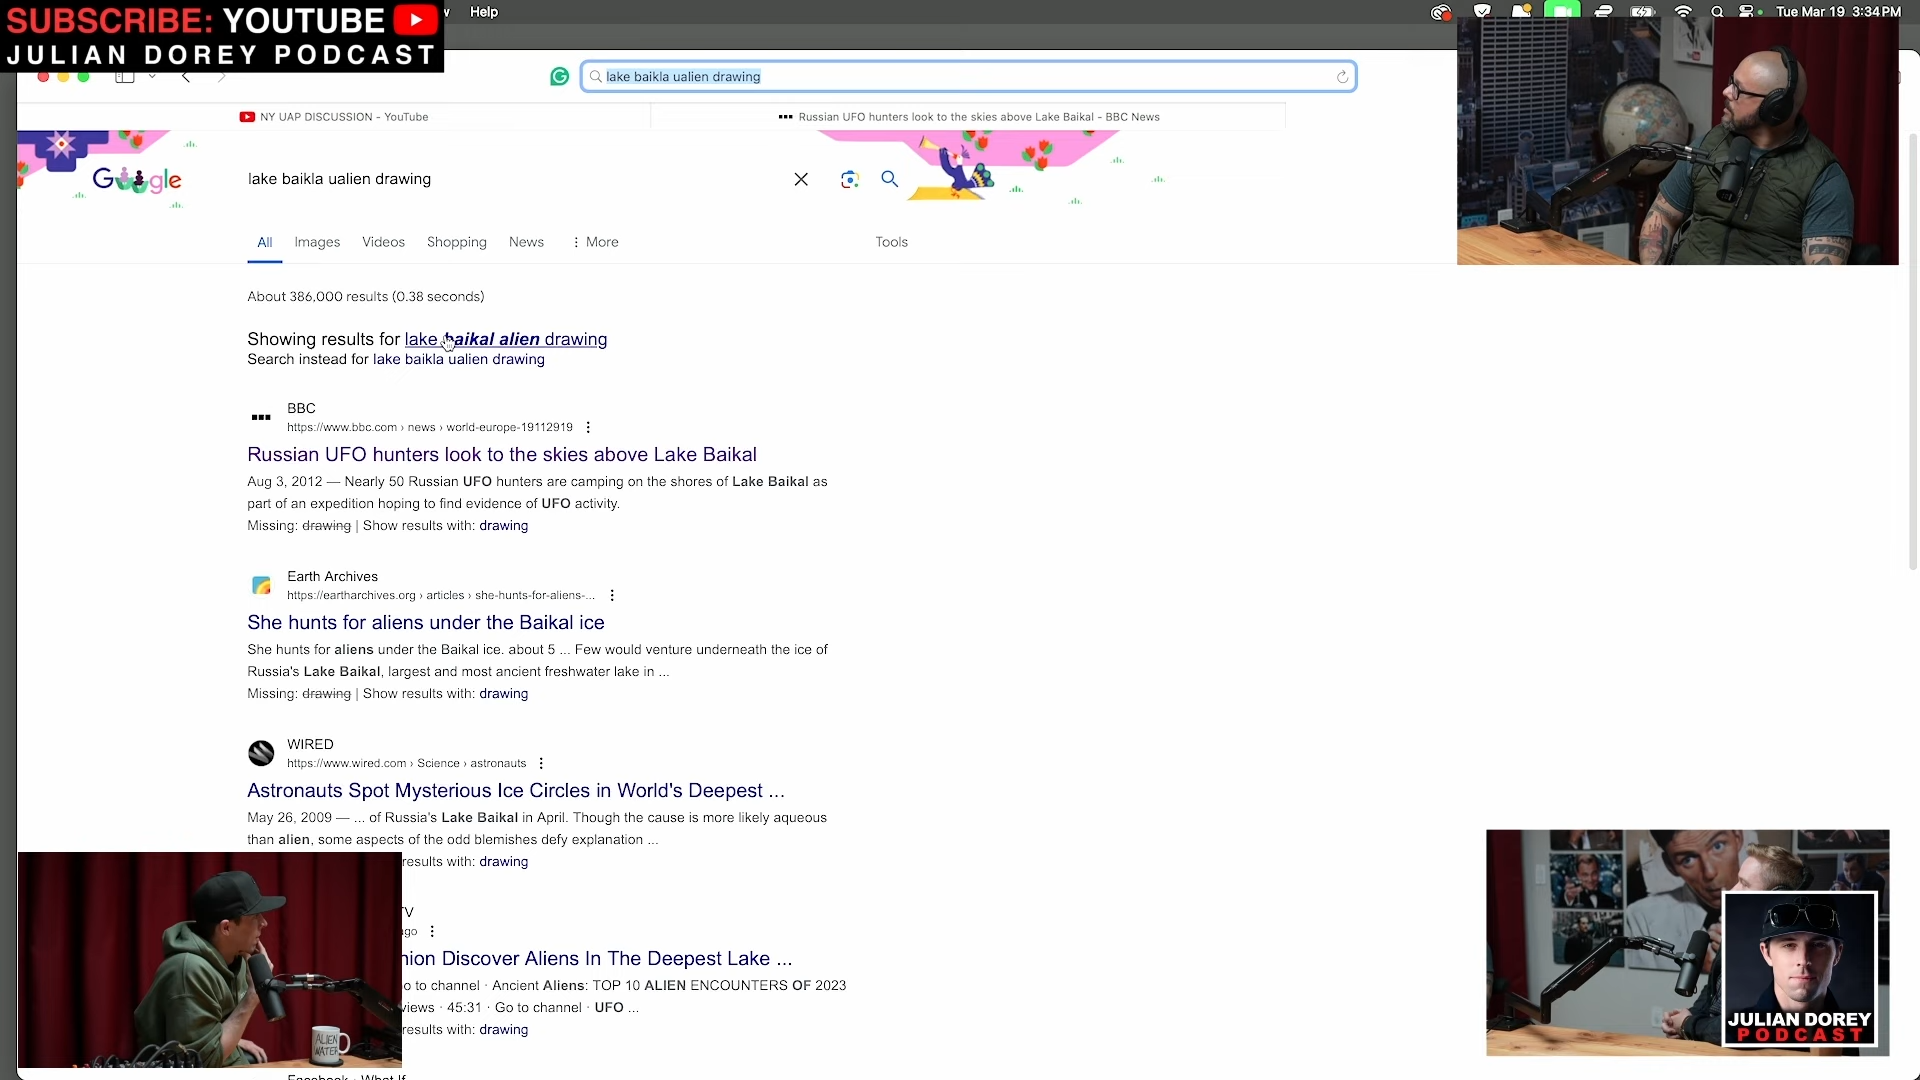 SUBSCRIBE: YOUTUBE
JULIAN DOREY PODCAST
w Help
Tue Mar 19 3:34 PM
lake baikla ualien drawing
NY UAP DISCUSSION - YouTube
Russian UFO hunters look to the skies above Lake Baikal - BBC News
Google
lake baikla ualien drawing
All Images Videos Shopping News More Tools
About 386,000 results (0.38 seconds)
Showing results for lake baikal alien drawing
Search instead for lake baikla ualien drawing
BBC
https://www.bbc.com › news › world-europe-19112919
Russian UFO hunters look to the skies above Lake Baikal
Aug 3, 2012 — Nearly 50 Russian UFO hunters are camping on the shores of Lake Baikal as
part of an expedition hoping to find evidence of UFO activity.
Missing: drawing | Show results with: drawing
Earth Archives
https://eartharchives.org › articles › she-hunts-for-aliens-...
She hunts for aliens under the Baikal ice
She hunts for aliens under the Baikal ice. about 5 ... Few would venture underneath the ice of
Russia's Lake Baikal, largest and most ancient freshwater lake in ...
Missing: drawing | Show results with: drawing
WIRED
https://www.wired.com › Science › astronauts
Astronauts Spot Mysterious Ice Circles in World's Deepest ...
May 26, 2009 — ... of Russia's Lake Baikal in April. Though the cause is more likely aqueous
than alien, some aspects of the odd blemishes defy explanation ...
results with: drawing
TV
ago
nion Discover Aliens In The Deepest Lake ...
o to channel · Ancient Aliens: TOP 10 ALIEN ENCOUNTERS OF 2023
views · 45:31 · Go to channel · UFO ...
results with: drawing
ALIEN
WATER
JULIAN DOREY
PODCAST